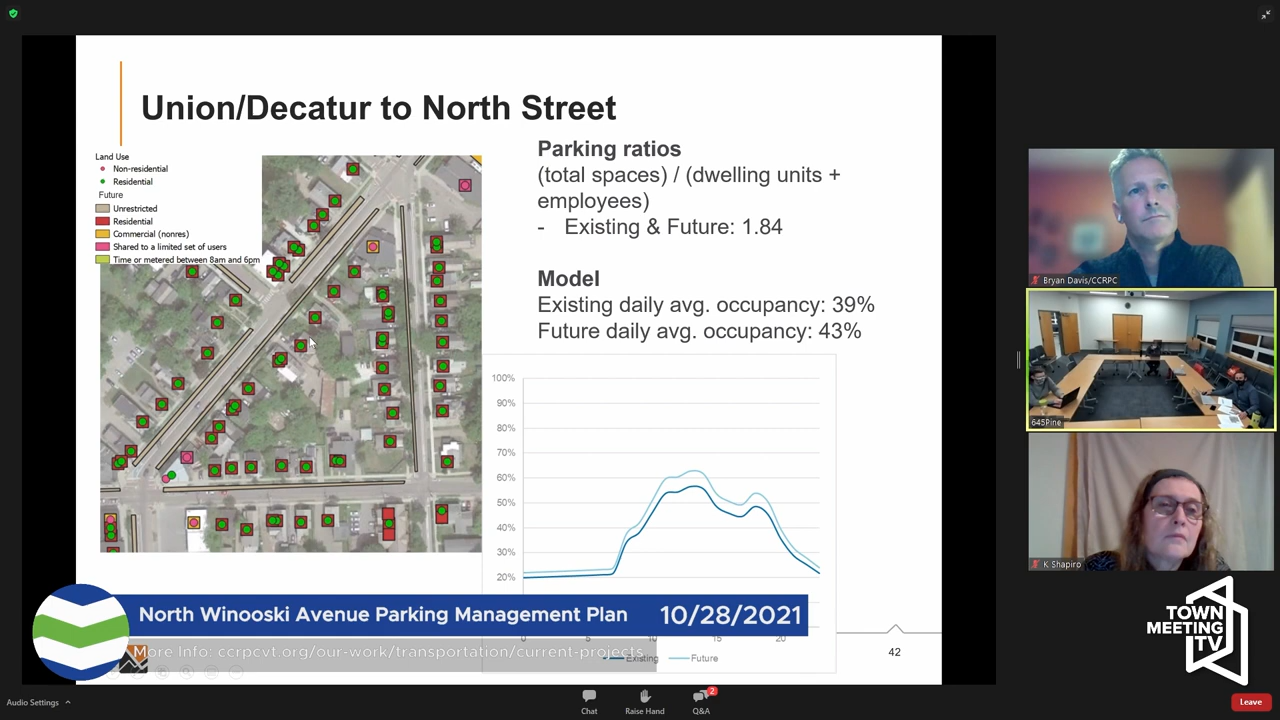 Union/Decatur to North Street
Land Use
Non-residential
Residential
Future
Unrestricted
Residential
Commercial (nonres)
Shared to a limited set of users
Time or metered between 8am and 6pm
Parking ratios
(total spaces) / (dwelling units +
employees)
- Existing & Future: 1.84
Model
Existing daily avg. occupancy: 39%
Future daily avg. occupancy: 43%
100%
90%
80%
70%
60%
50%
40%
30%
20%
0 5 10 15 20
Existing Future
42
North Winooski Avenue Parking Management Plan 10/28/2021
More Info: ccrpcvt.org/our-work/transportation/current-projects
Bryan Davis/CCRPC
645Pine
K Shapiro
TOWN
MEETING
TV
Audio Settings
Chat
Raise Hand
2
Q&A
Leave